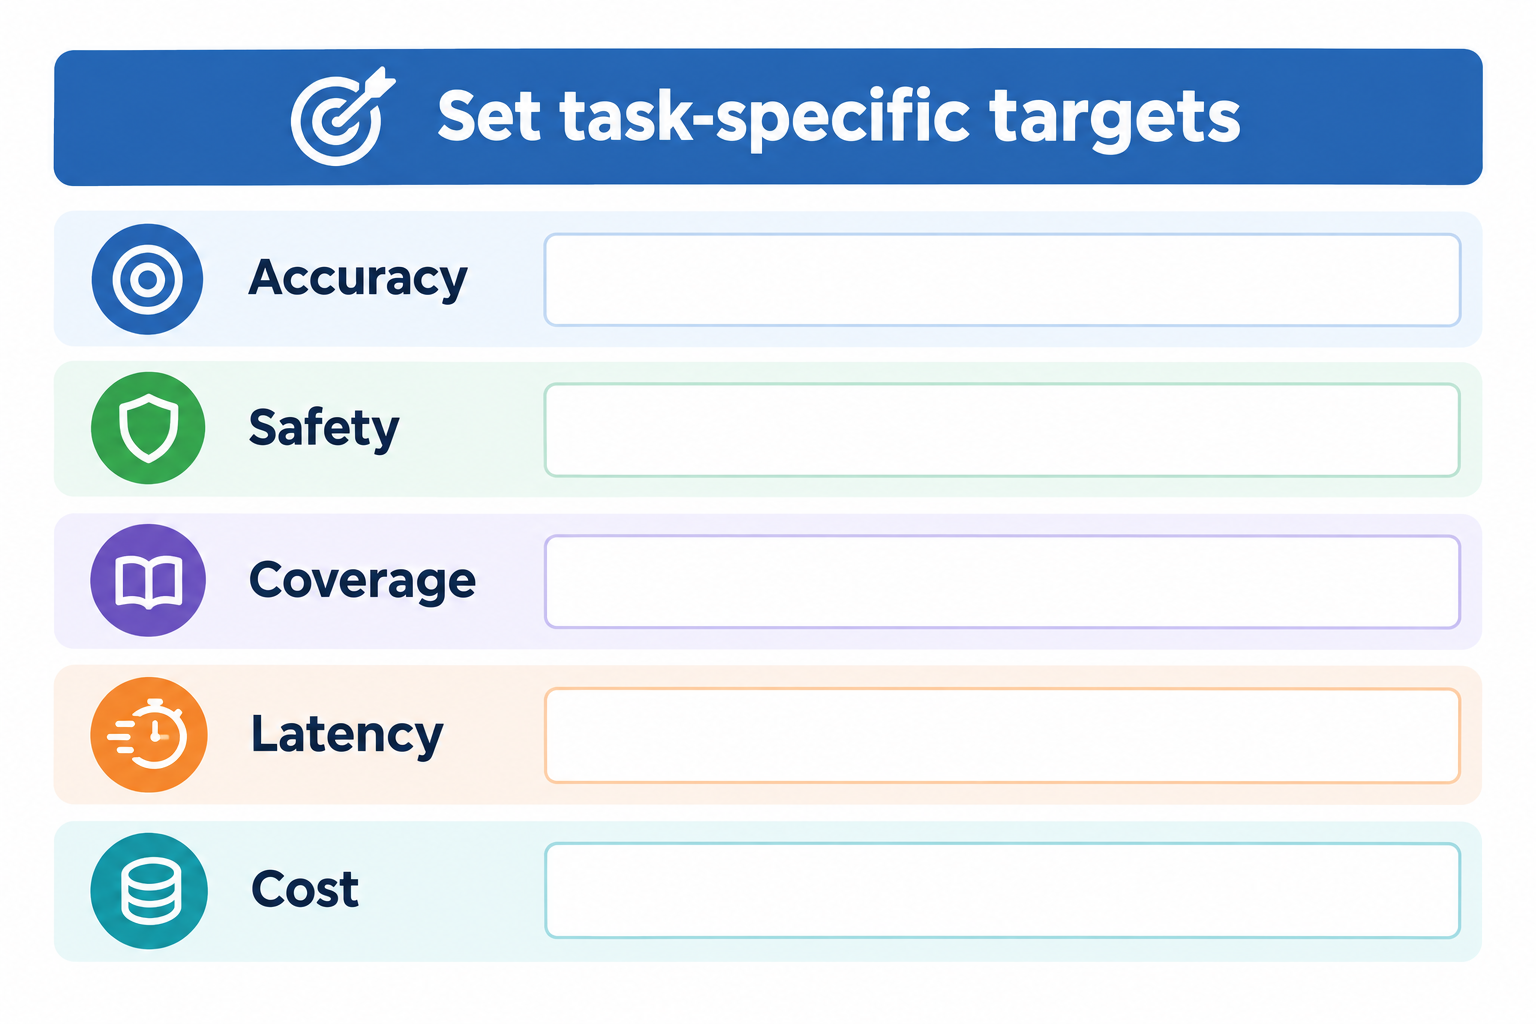 Set task-specific targets
Accuracy
Safety
Coverage
Latency
Cost